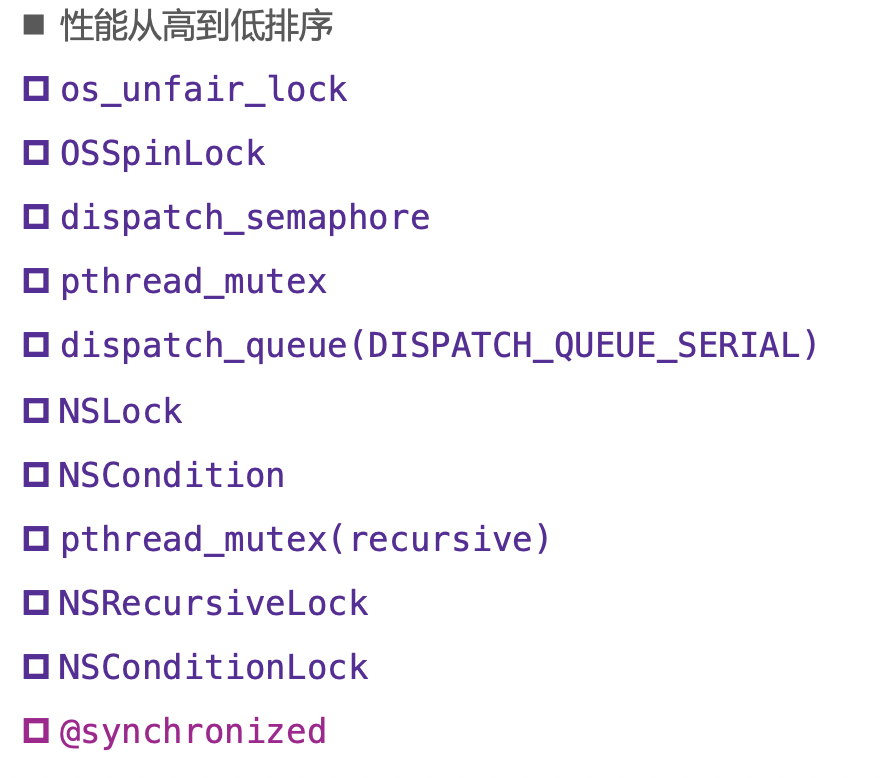 性能从高到低排序
os_unfair_lock
OSSpinLock
dispatch_semaphore
pthread_mutex
dispatch_queue(DISPATCH_QUEUE_SERIAL)
NSLock
NSCondition
pthread_mutex(recursive)
NSRecursiveLock
NSConditionLock
@synchronized